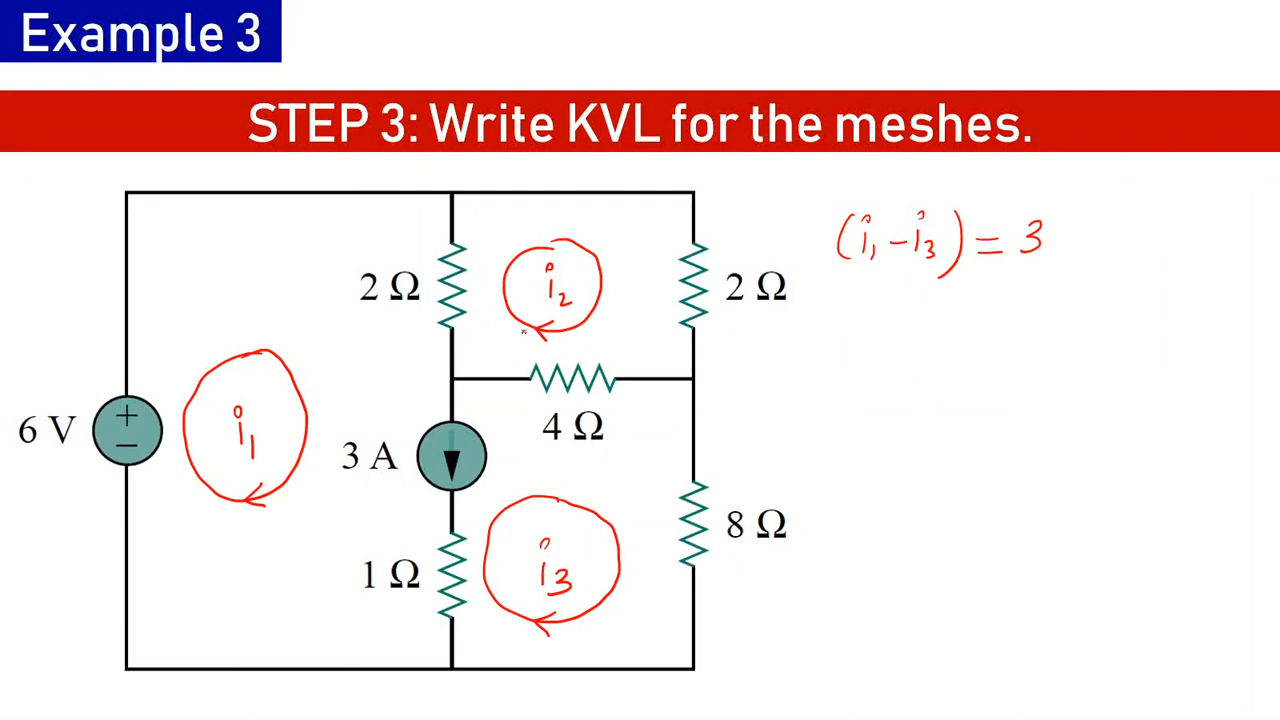 Example 3
STEP 3: Write KVL for the meshes.
(i₁ - i₃) = 3
2 Ω
i₂
2 Ω
6 V
i₁
3 A
4 Ω
1 Ω
i₃
8 Ω